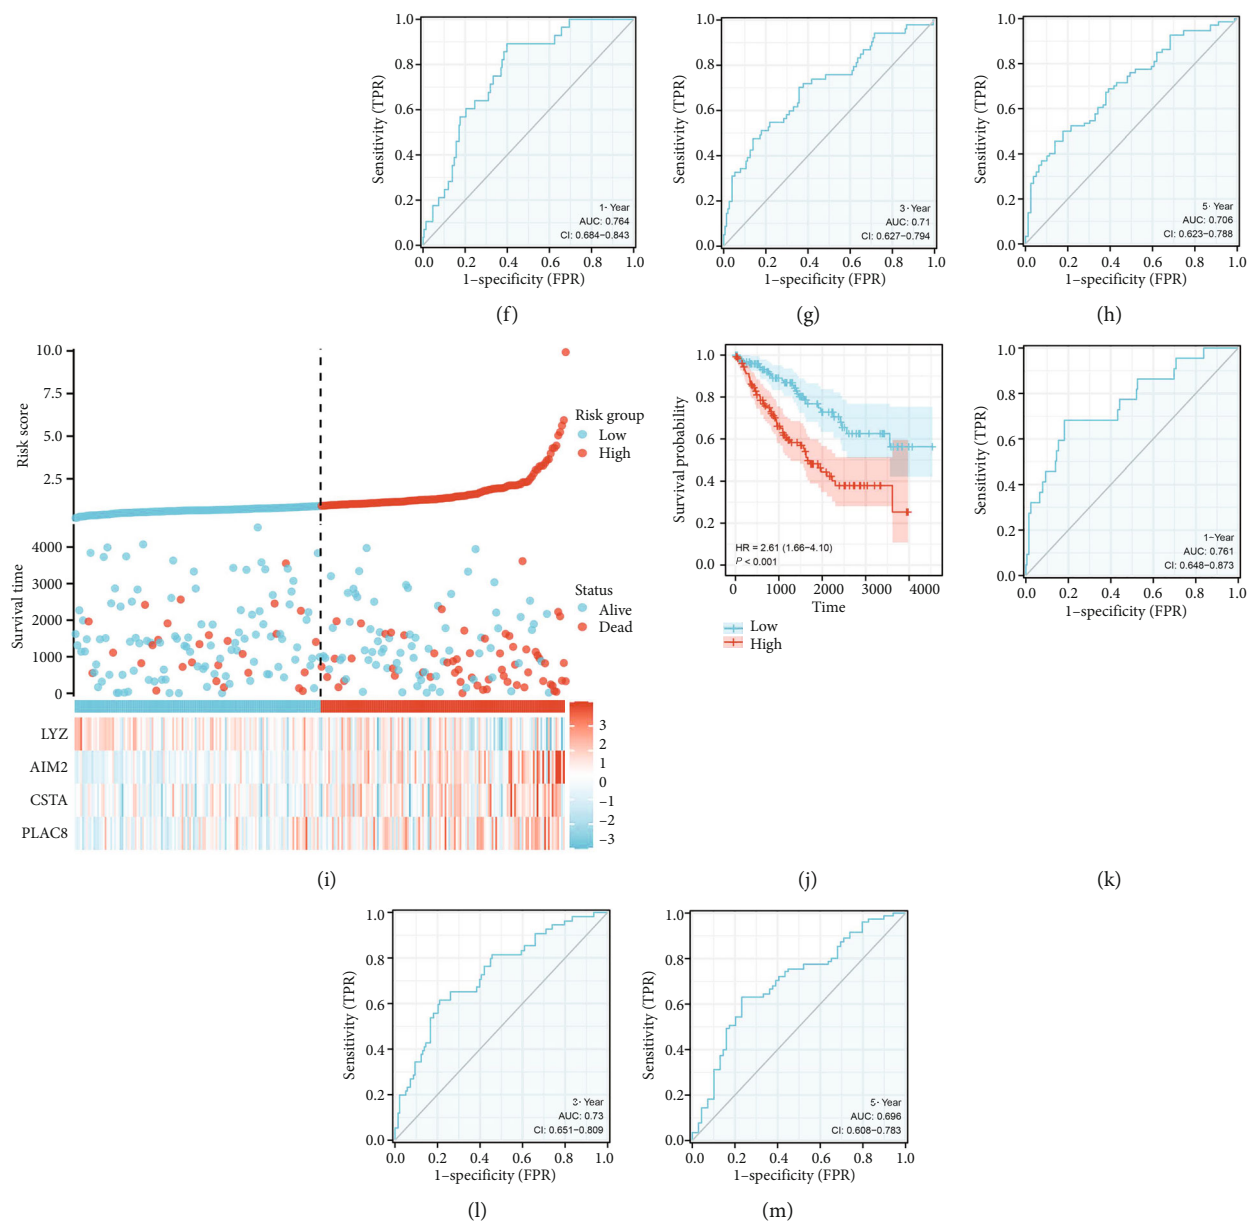 1.0
0.8
0.6
0.4
0.2
0.0
Sensitivity (TPR)
1- Year
AUC: 0.764
CI: 0.684–0.843
0.0 0.2 0.4 0.6 0.8 1.0
1–specificity (FPR)
(f)
1.0
0.8
0.6
0.4
0.2
0.0
Sensitivity (TPR)
3- Year
AUC: 0.71
CI: 0.627–0.794
0.0 0.2 0.4 0.6 0.8 1.0
1–specificity (FPR)
(g)
1.0
0.8
0.6
0.4
0.2
0.0
Sensitivity (TPR)
5- Year
AUC: 0.706
CI: 0.623–0.788
0.0 0.2 0.4 0.6 0.8 1.0
1–specificity (FPR)
(h)
10.0
7.5
5.0
2.5
Risk score
Risk group
Low
High
4000
3000
2000
1000
0
Survival time
Status
Alive
Dead
LYZ
AIM2
CSTA
PLAC8
3
2
1
0
–1
–2
–3
(i)
1.0
0.8
0.6
0.4
0.2
0.0
Survival probability
HR = 2.61 (1.66–4.10)
P < 0.001
0 1000 2000 3000 4000
Time
Low
High
(j)
1.0
0.8
0.6
0.4
0.2
0.0
Sensitivity (TPR)
1–Year
AUC: 0.761
CI: 0.648–0.873
0.0 0.2 0.4 0.6 0.8 1.0
1–specificity (FPR)
(k)
1.0
0.8
0.6
0.4
0.2
0.0
Sensitivity (TPR)
3- Year
AUC: 0.73
CI: 0.651–0.809
0.0 0.2 0.4 0.6 0.8 1.0
1–specificity (FPR)
(l)
1.0
0.8
0.6
0.4
0.2
0.0
Sensitivity (TPR)
5- Year
AUC: 0.696
CI: 0.608–0.783
0.0 0.2 0.4 0.6 0.8 1.0
1–specificity (FPR)
(m)